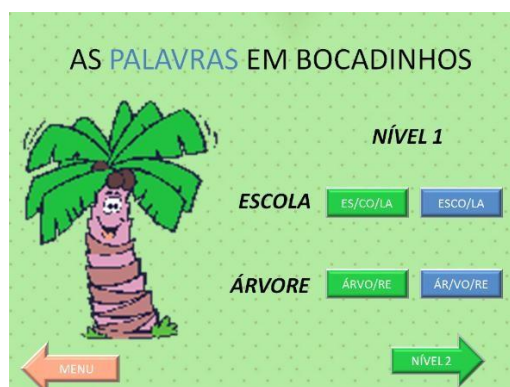 AS PALAVRAS EM BOCADINHOS
NÍVEL 1
ESCOLA ES/CO/LA ESCO/LA
ÁRVORE ÁRVO/RE ÁR/VO/RE
MENU NÍVEL 2